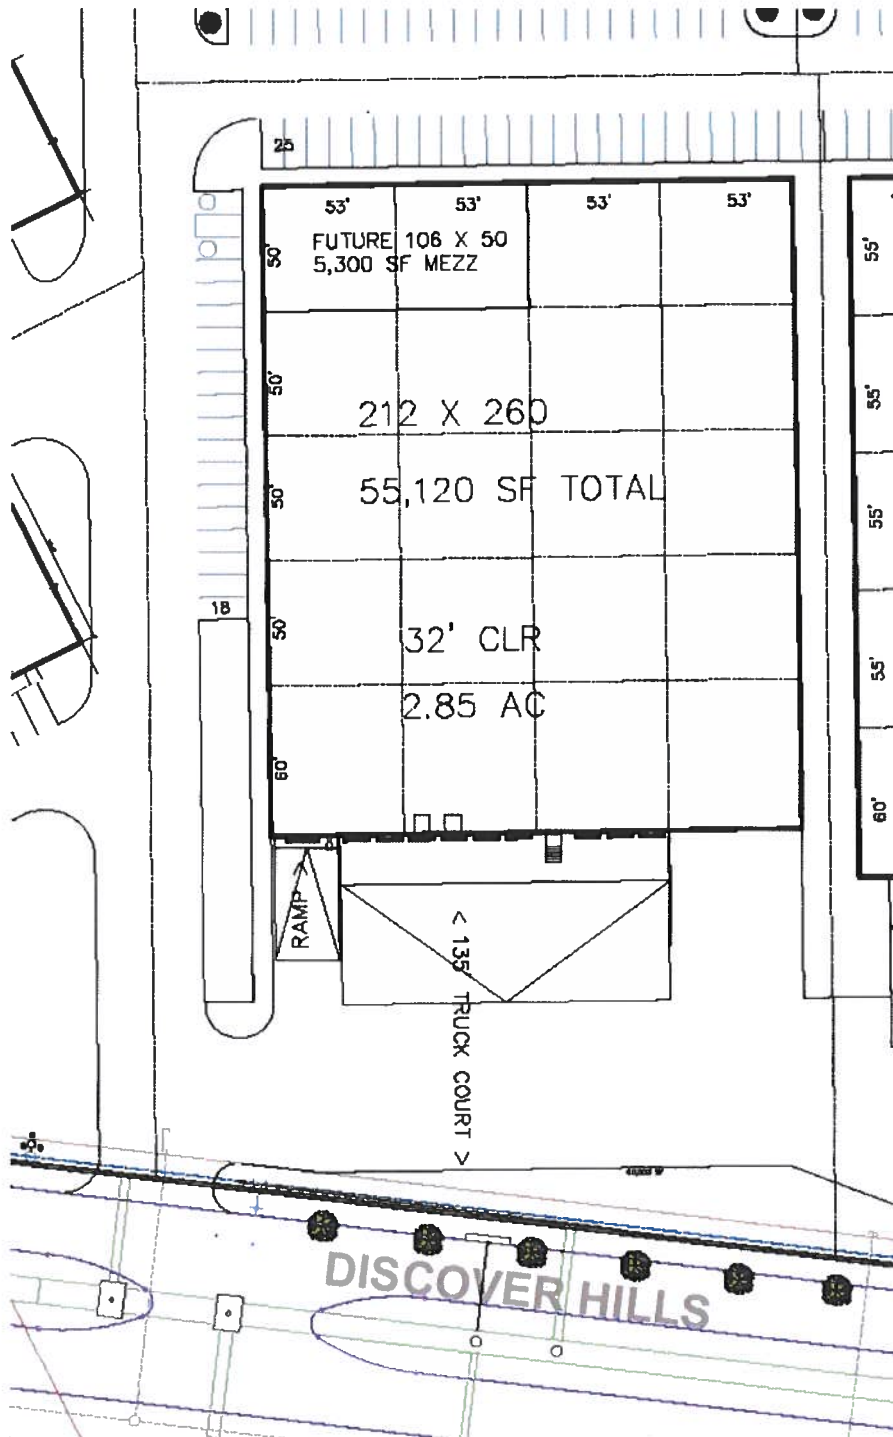 25
53' 53' 53' 53'
FUTURE 106 X 50
5,300 SF MEZZ
50'
55'
50'
55'
212 X 260
50'
55'
55,120 SF TOTAL
18
50'
55'
32' CLR
2.85 AC
60'
60'
RAMP
< 135' TRUCK COURT >
DISCOVER HILLS